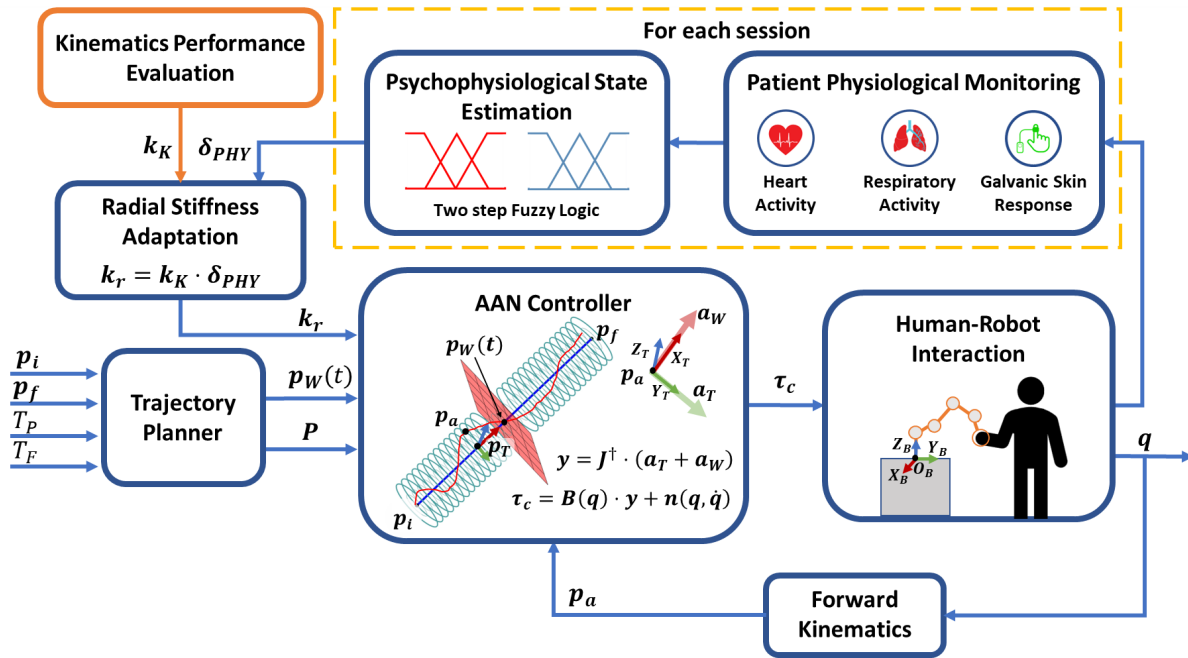 Kinematics Performance
Evaluation
For each session
Psychophysiological State
Estimation
Two step Fuzzy Logic
Patient Physiological Monitoring
Heart
Activity
Respiratory
Activity
Galvanic Skin
Response
k_K
δ_PHY
Radial Stiffness
Adaptation
k_r = k_K · δ_PHY
k_r
p_i
p_f
T_P
T_F
Trajectory
Planner
p_W(t)
P
AAN Controller
p_W(t)
p_f
p_a
p_T
p_i
a_W
Z_T
X_T
p_a
Y_T
a_T
y = J† · (a_T + a_W)
τ_c = B(q) · y + n(q, q̇)
τ_c
Human-Robot
Interaction
Z_B
Y_B
X_B
O_B
q
p_a
Forward
Kinematics